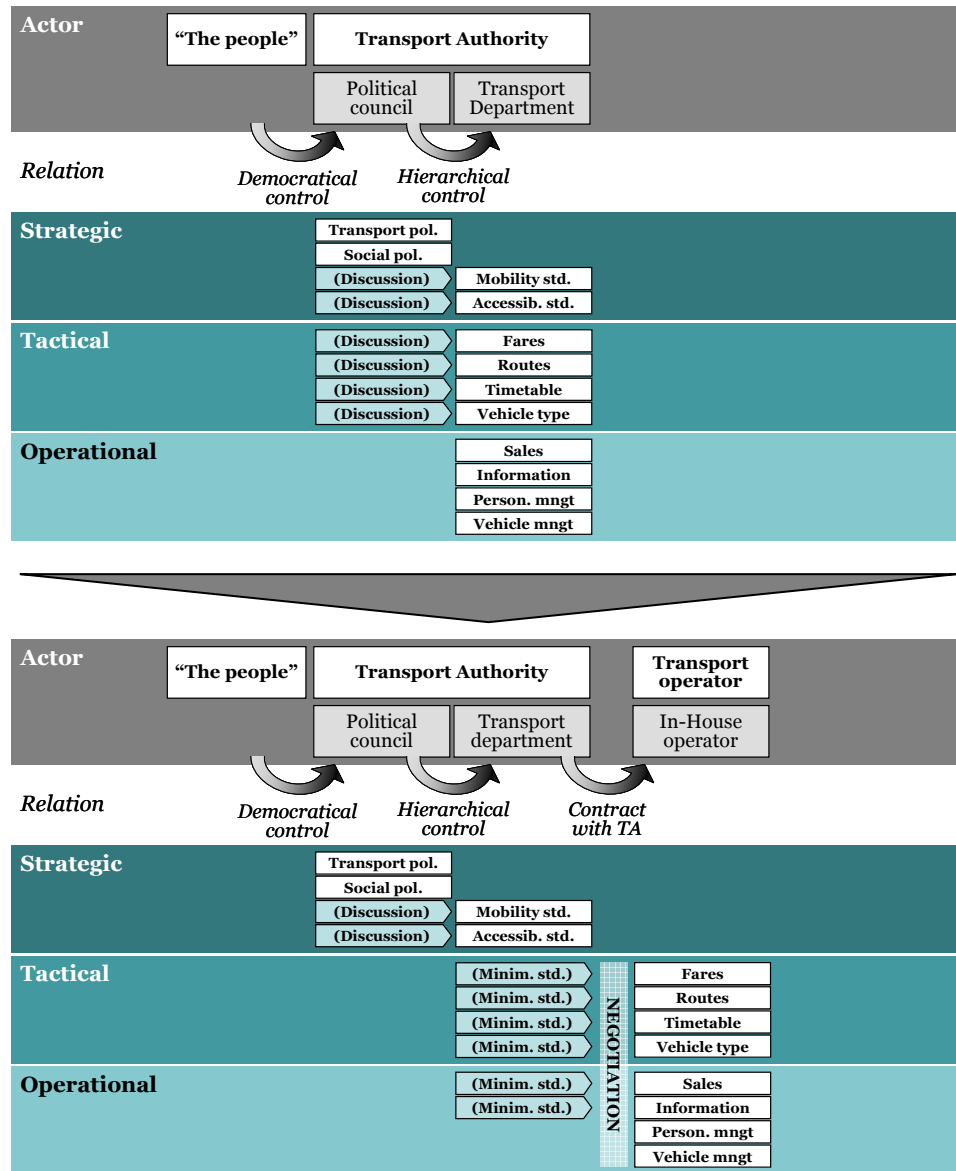 Actor
“The people”
Transport Authority
Political
council
Transport
Department
Relation
Democratical
control
Hierarchical
control
Strategic
Transport pol.
Social pol.
(Discussion)
Mobility std.
(Discussion)
Accessib. std.
Tactical
(Discussion)
Fares
(Discussion)
Routes
(Discussion)
Timetable
(Discussion)
Vehicle type
Operational
Sales
Information
Person. mngt
Vehicle mngt
Actor
“The people”
Transport Authority
Transport
operator
Political
council
Transport
department
In-House
operator
Relation
Democratical
control
Hierarchical
control
Contract
with TA
Strategic
Transport pol.
Social pol.
(Discussion)
Mobility std.
(Discussion)
Accessib. std.
Tactical
(Minim. std.)
Fares
(Minim. std.)
Routes
(Minim. std.)
Timetable
(Minim. std.)
Vehicle type
NEGOTIATION
Operational
(Minim. std.)
Sales
(Minim. std.)
Information
Person. mngt
Vehicle mngt